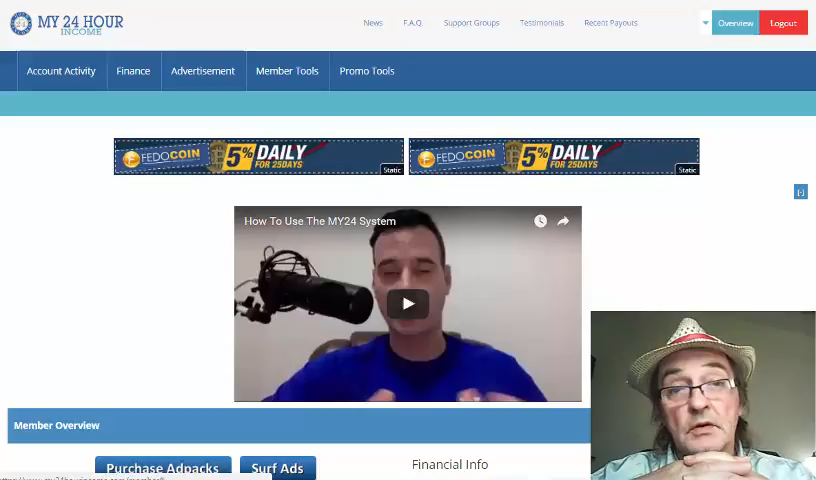 MY 24 HOUR
INCOME
News F.A.Q. Support Groups Testimonials Recent Payouts Overview Logout
Account Activity Finance Advertisement Member Tools Promo Tools
FEDOCOIN 5% DAILY FOR 25DAYS Static FEDOCOIN 5% DAILY FOR 25DAYS Static
[-]
How To Use The MY24 System
Member Overview
Purchase Adpacks Surf Ads Financial Info